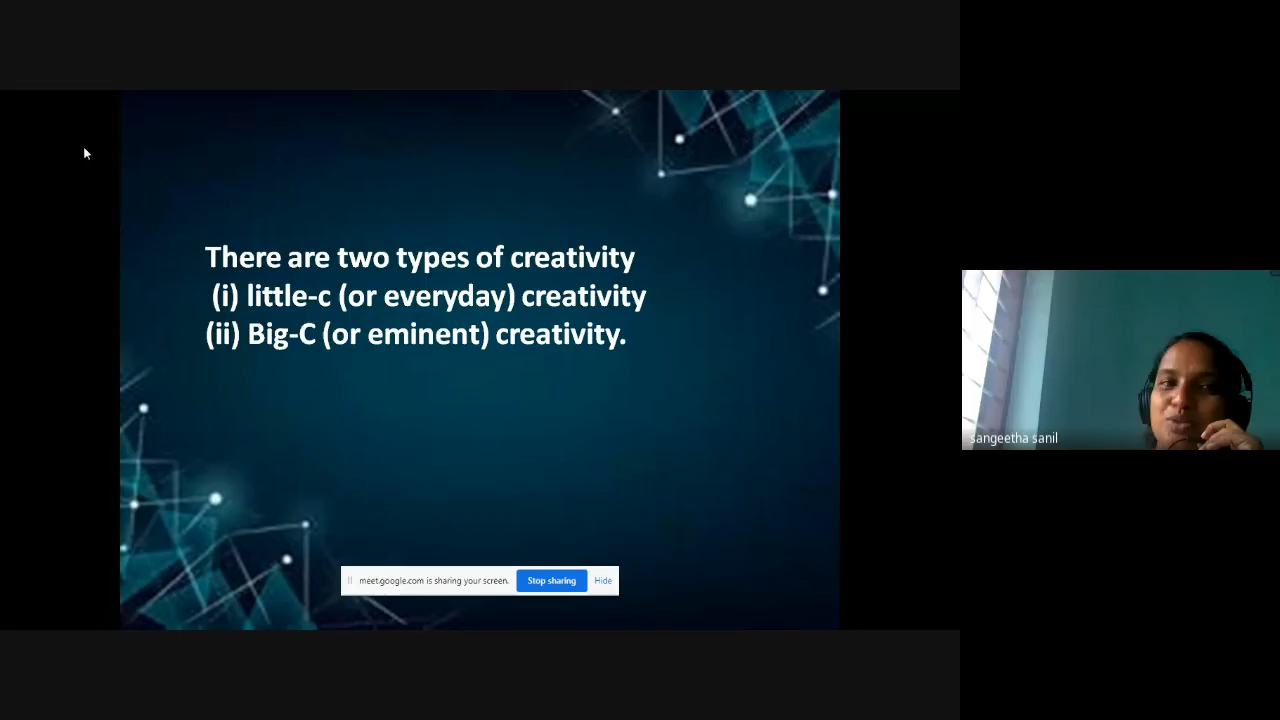 There are two types of creativity
(i) little-c (or everyday) creativity
(ii) Big-C (or eminent) creativity.
meet.google.com is sharing your screen. Stop sharing Hide
sangeetha sanil